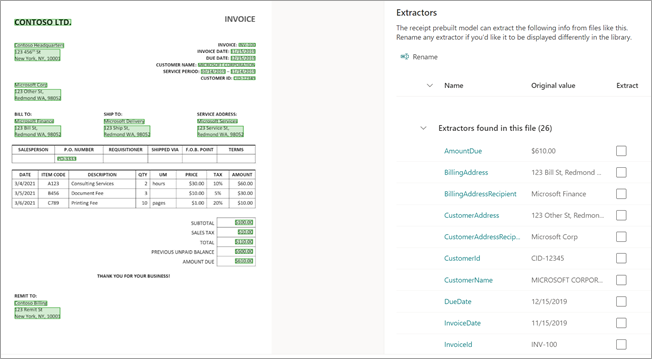 CONTOSO LTD.
INVOICE
Contoso Headquarters
123 456th St
New York, NY, 10001
INVOICE: INV-100
INVOICE DATE: 11/15/2019
DUE DATE: 12/15/2019
CUSTOMER NAME: MICROSOFT CORPORATION
SERVICE PERIOD: 10/14/2019 - 11/14/2019
CUSTOMER ID: CID-12345
Microsoft Corp
123 Other St,
Redmond WA, 98052
BILL TO:
Microsoft Finance
123 Bill St,
Redmond WA, 98052
SHIP TO:
Microsoft Delivery
123 Ship St,
Redmond WA, 98052
SERVICE ADDRESS:
Microsoft Services
123 Service St,
Redmond WA, 98052
SALESPERSON P.O. NUMBER REQUISITIONER SHIPPED VIA F.O.B. POINT TERMS
PO-3333
DATE ITEM CODE DESCRIPTION QTY UM PRICE TAX AMOUNT
3/4/2021 A123 Consulting Services 2 hours $30.00 10% $60.00
3/5/2021 B456 Document Fee 3 $10.00 5% $30.00
3/6/2021 C789 Printing Fee 10 pages $1.00 20% $10.00
SUBTOTAL $100.00
SALES TAX $10.00
TOTAL $110.00
PREVIOUS UNPAID BALANCE $500.00
AMOUNT DUE $610.00
THANK YOU FOR YOUR BUSINESS!
REMIT TO:
Contoso Billing
123 Remit St
New York, NY, 10001
Extractors
The receipt prebuilt model can extract the following info from files like this.
Rename any extractor if you'd like it to be displayed differently in the library.
Rename
Name Original value Extract
Extractors found in this file (26)
AmountDue $610.00
BillingAddress 123 Bill St, Redmond ...
BillingAddressRecipient Microsoft Finance
CustomerAddress 123 Other St, Redmon...
CustomerAddressRecip... Microsoft Corp
CustomerId CID-12345
CustomerName MICROSOFT CORPOR...
DueDate 12/15/2019
InvoiceDate 11/15/2019
InvoiceId INV-100